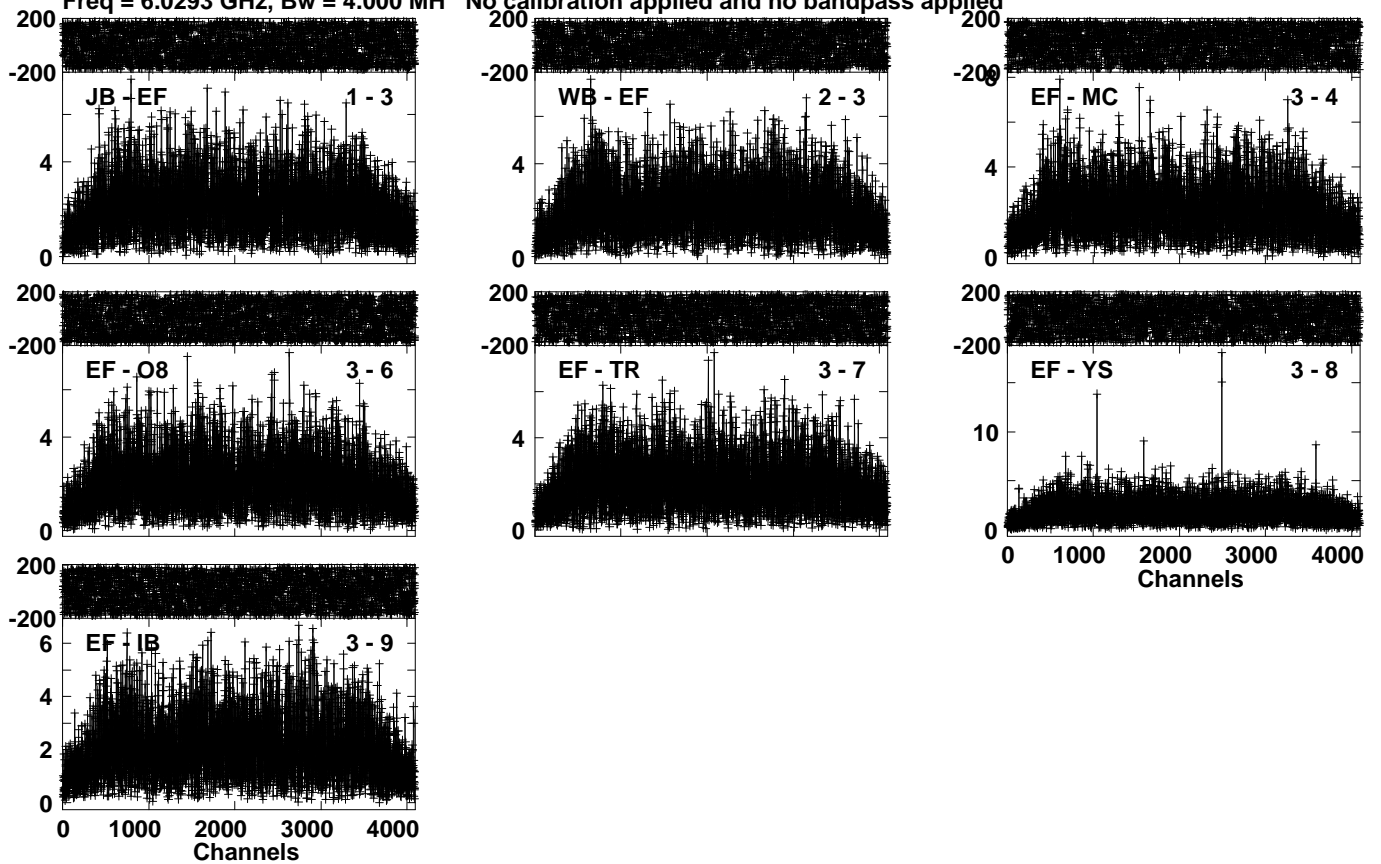 Freq = 6.0293 GHz, Bw = 4.000 MH No calibration applied and no bandpass applied
200 200 200
-200 -200 -200
8
JB - EF 1 - 3 WB - EF 2 - 3 EF - MC 3 - 4
4 4 4
0 0 0
200 200 200
-200 -200 -200
EF - O8 3 - 6 EF - TR 3 - 7 EF - YS 3 - 8
4 4 10
0 0 0
0 1000 2000 3000 4000
Channels
200
-200
EF - IB 3 - 9
6
4
2
0
0 1000 2000 3000 4000
Channels